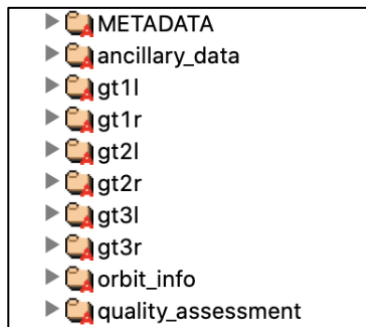 METADATA
ancillary_data
gt1l
gt1r
gt2l
gt2r
gt3l
gt3r
orbit_info
quality_assessment